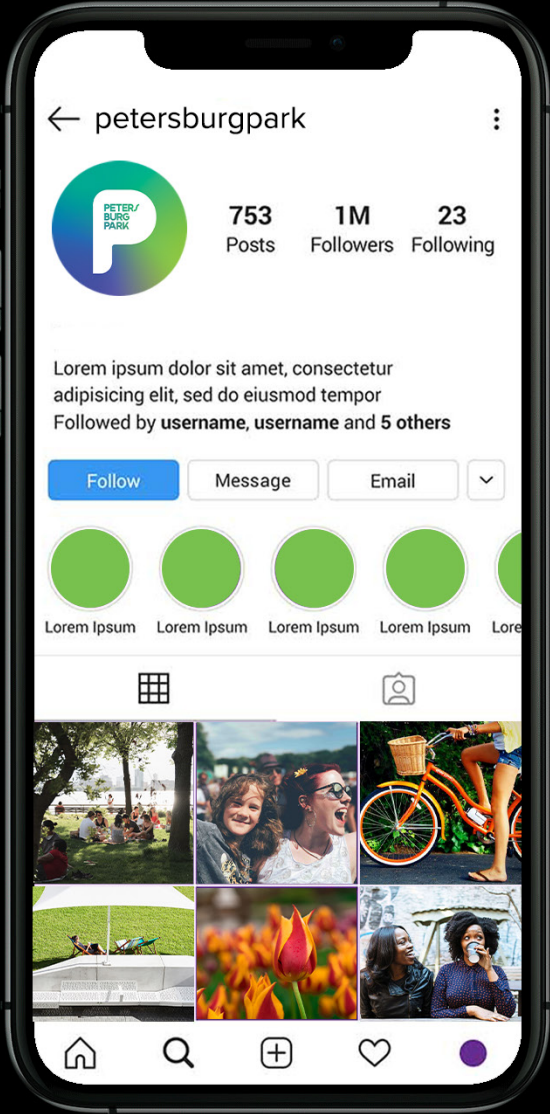 petersburgpark
PETER/
BURG
PARK
753 1M 23
Posts Followers Following
Lorem ipsum dolor sit amet, consectetur
adipisicing elit, sed do eiusmod tempor
Followed by username, username and 5 others
Follow Message Email
Lorem Ipsum Lorem Ipsum Lorem Ipsum Lorem Ipsum Lore